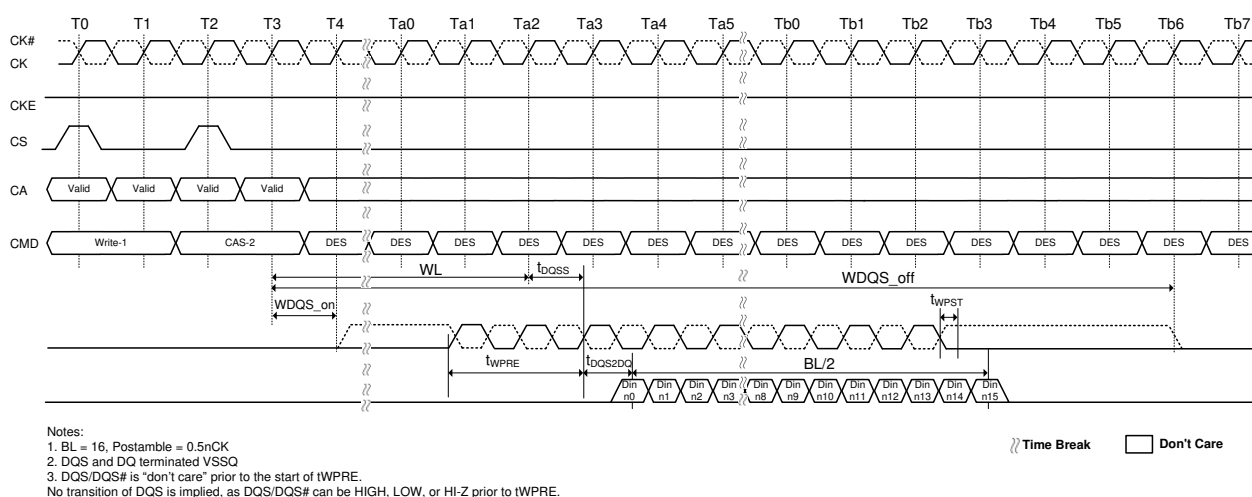 T0 T1 T2 T3 T4 Ta0 Ta1 Ta2 Ta3 Ta4 Ta5 Tb0 Tb1 Tb2 Tb3 Tb4 Tb5 Tb6 Tb7
CK#
CK
CKE
CS
CA Valid Valid Valid Valid
CMD Write-1 CAS-2 DES DES DES DES DES DES DES DES DES DES DES DES DES DES DES
WL tDQSS
WDQS_off
WDQS_on
tWPST
tWPRE tDQS2DQ BL/2
Din n0 Din n1 Din n2 Din n3 Din n8 Din n9 Din n10 Din n11 Din n12 Din n13 Din n14 Din n15
Notes:
1. BL = 16, Postamble = 0.5nCK
2. DQS and DQ terminated VSSQ
3. DQS/DQS# is “don’t care” prior to the start of tWPRE.
No transition of DQS is implied, as DQS/DQS# can be HIGH, LOW, or HI-Z prior to tWPRE.
Time Break Don't Care